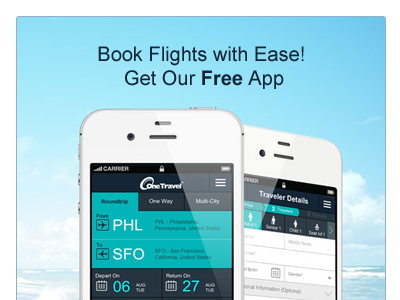 Book Flights with Ease!
Get Our Free App
CARRIER
OneTravel
Roundtrip One Way Multi-City
From
PHL
PHL - Philadelphia,
Pennsylvania, United States
To
SFO
SFO - San Francisco,
California, United States
Depart On Return On
06 AUG TUE 27 AUG TUE
CARRIER
Traveler Details
2 Travelers
Adult 1 Senior 1 Child 1 Seat Inf 1
Middle Name
Gender*
Information (Optional)